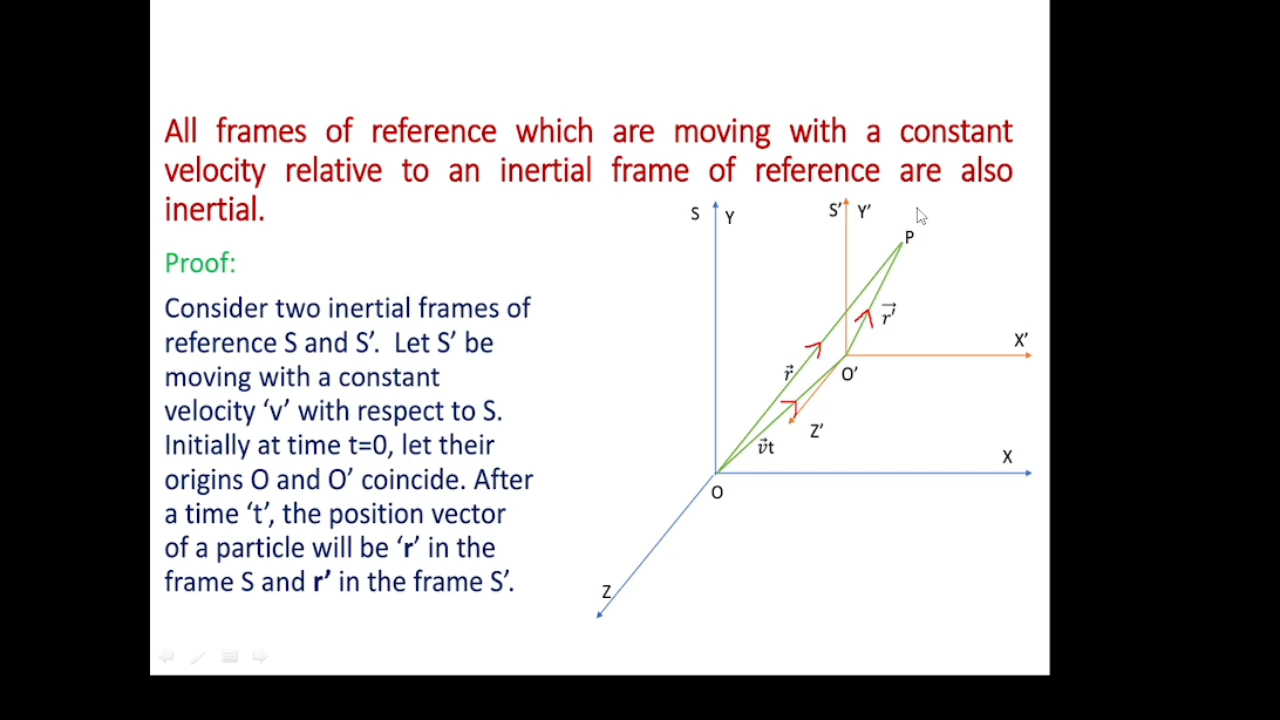 All frames of reference which are moving with a constant
velocity relative to an inertial frame of reference are also
inertial.
Proof:
Consider two inertial frames of
reference S and S’. Let S’ be
moving with a constant
velocity ‘v’ with respect to S.
Initially at time t=0, let their
origins O and O’ coincide. After
a time ‘t’, the position vector
of a particle will be ‘r’ in the
frame S and r’ in the frame S’.
S
Y
S’
Y’
P
r⃗'
X’
r⃗
O’
Z’
v⃗t
X
O
Z